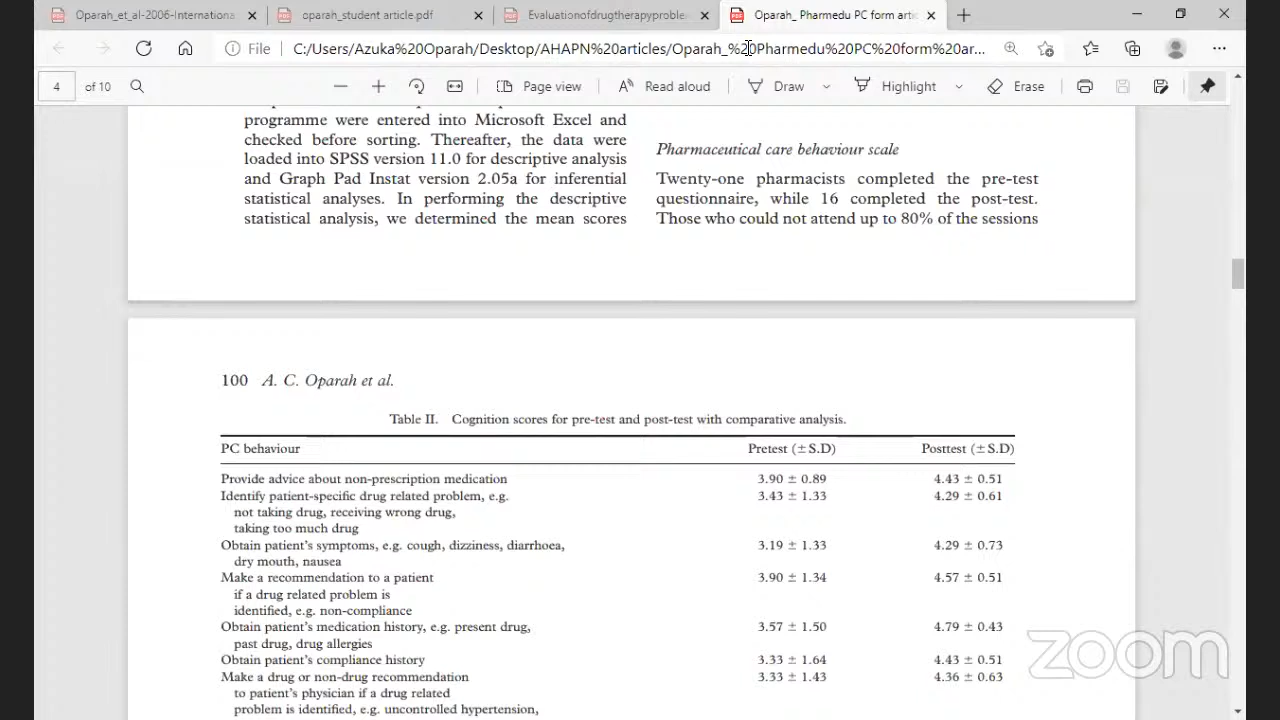 Oparah_et_al-2006-Internationa
oparah_student article.pdf
Evaluationofdrugtherapyproble
Oparah_ Pharmedu PC form artic
File
C:/Users/Azuka%20Oparah/Desktop/AHAPN%20articles/Oparah_%20Pharmedu%20PC%20form%20ar...
4 of 10
Page view
Read aloud
Draw
Highlight
Erase
programme were entered into Microsoft Excel and
checked before sorting. Thereafter, the data were
loaded into SPSS version 11.0 for descriptive analysis
and Graph Pad Instat version 2.05a for inferential
statistical analyses. In performing the descriptive
statistical analysis, we determined the mean scores
Pharmaceutical care behaviour scale
Twenty-one pharmacists completed the pre-test
questionnaire, while 16 completed the post-test.
Those who could not attend up to 80% of the sessions
100 A. C. Oparah et al.
Table II. Cognition scores for pre-test and post-test with comparative analysis.
PC behaviour Pretest (±S.D) Posttest (±S.D)
Provide advice about non-prescription medication 3.90 ± 0.89 4.43 ± 0.51
Identify patient-specific drug related problem, e.g. 3.43 ± 1.33 4.29 ± 0.61
not taking drug, receiving wrong drug,
taking too much drug
Obtain patient's symptoms, e.g. cough, dizziness, diarrhoea, 3.19 ± 1.33 4.29 ± 0.73
dry mouth, nausea
Make a recommendation to a patient 3.90 ± 1.34 4.57 ± 0.51
if a drug related problem is
identified, e.g. non-compliance
Obtain patient's medication history, e.g. present drug, 3.57 ± 1.50 4.79 ± 0.43
past drug, drug allergies
Obtain patient's compliance history 3.33 ± 1.64 4.43 ± 0.51
Make a drug or non-drug recommendation 3.33 ± 1.43 4.36 ± 0.63
to patient's physician if a drug related
problem is identified, e.g. uncontrolled hypertension,
zoom